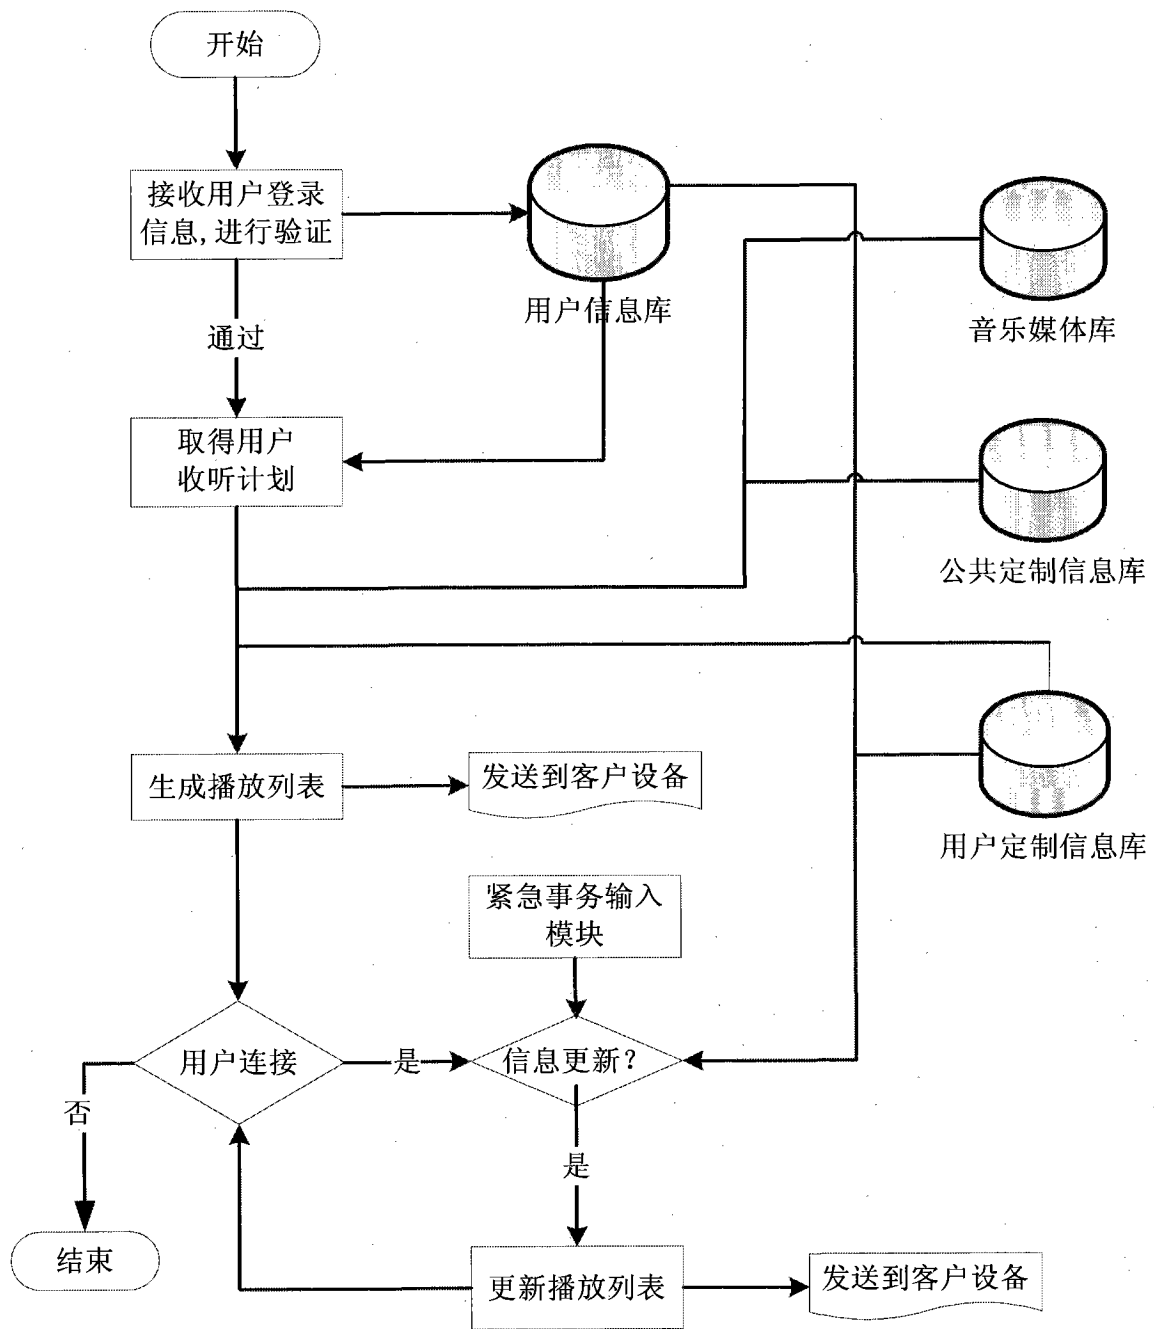 开始
接收用户登录
信息,进行验证
用户信息库
音乐媒体库
通过
取得用户
收听计划
公共定制信息库
生成播放列表
发送到客户设备
用户定制信息库
紧急事务输入
模块
用户连接
是
信息更新?
否
是
结束
更新播放列表
发送到客户设备